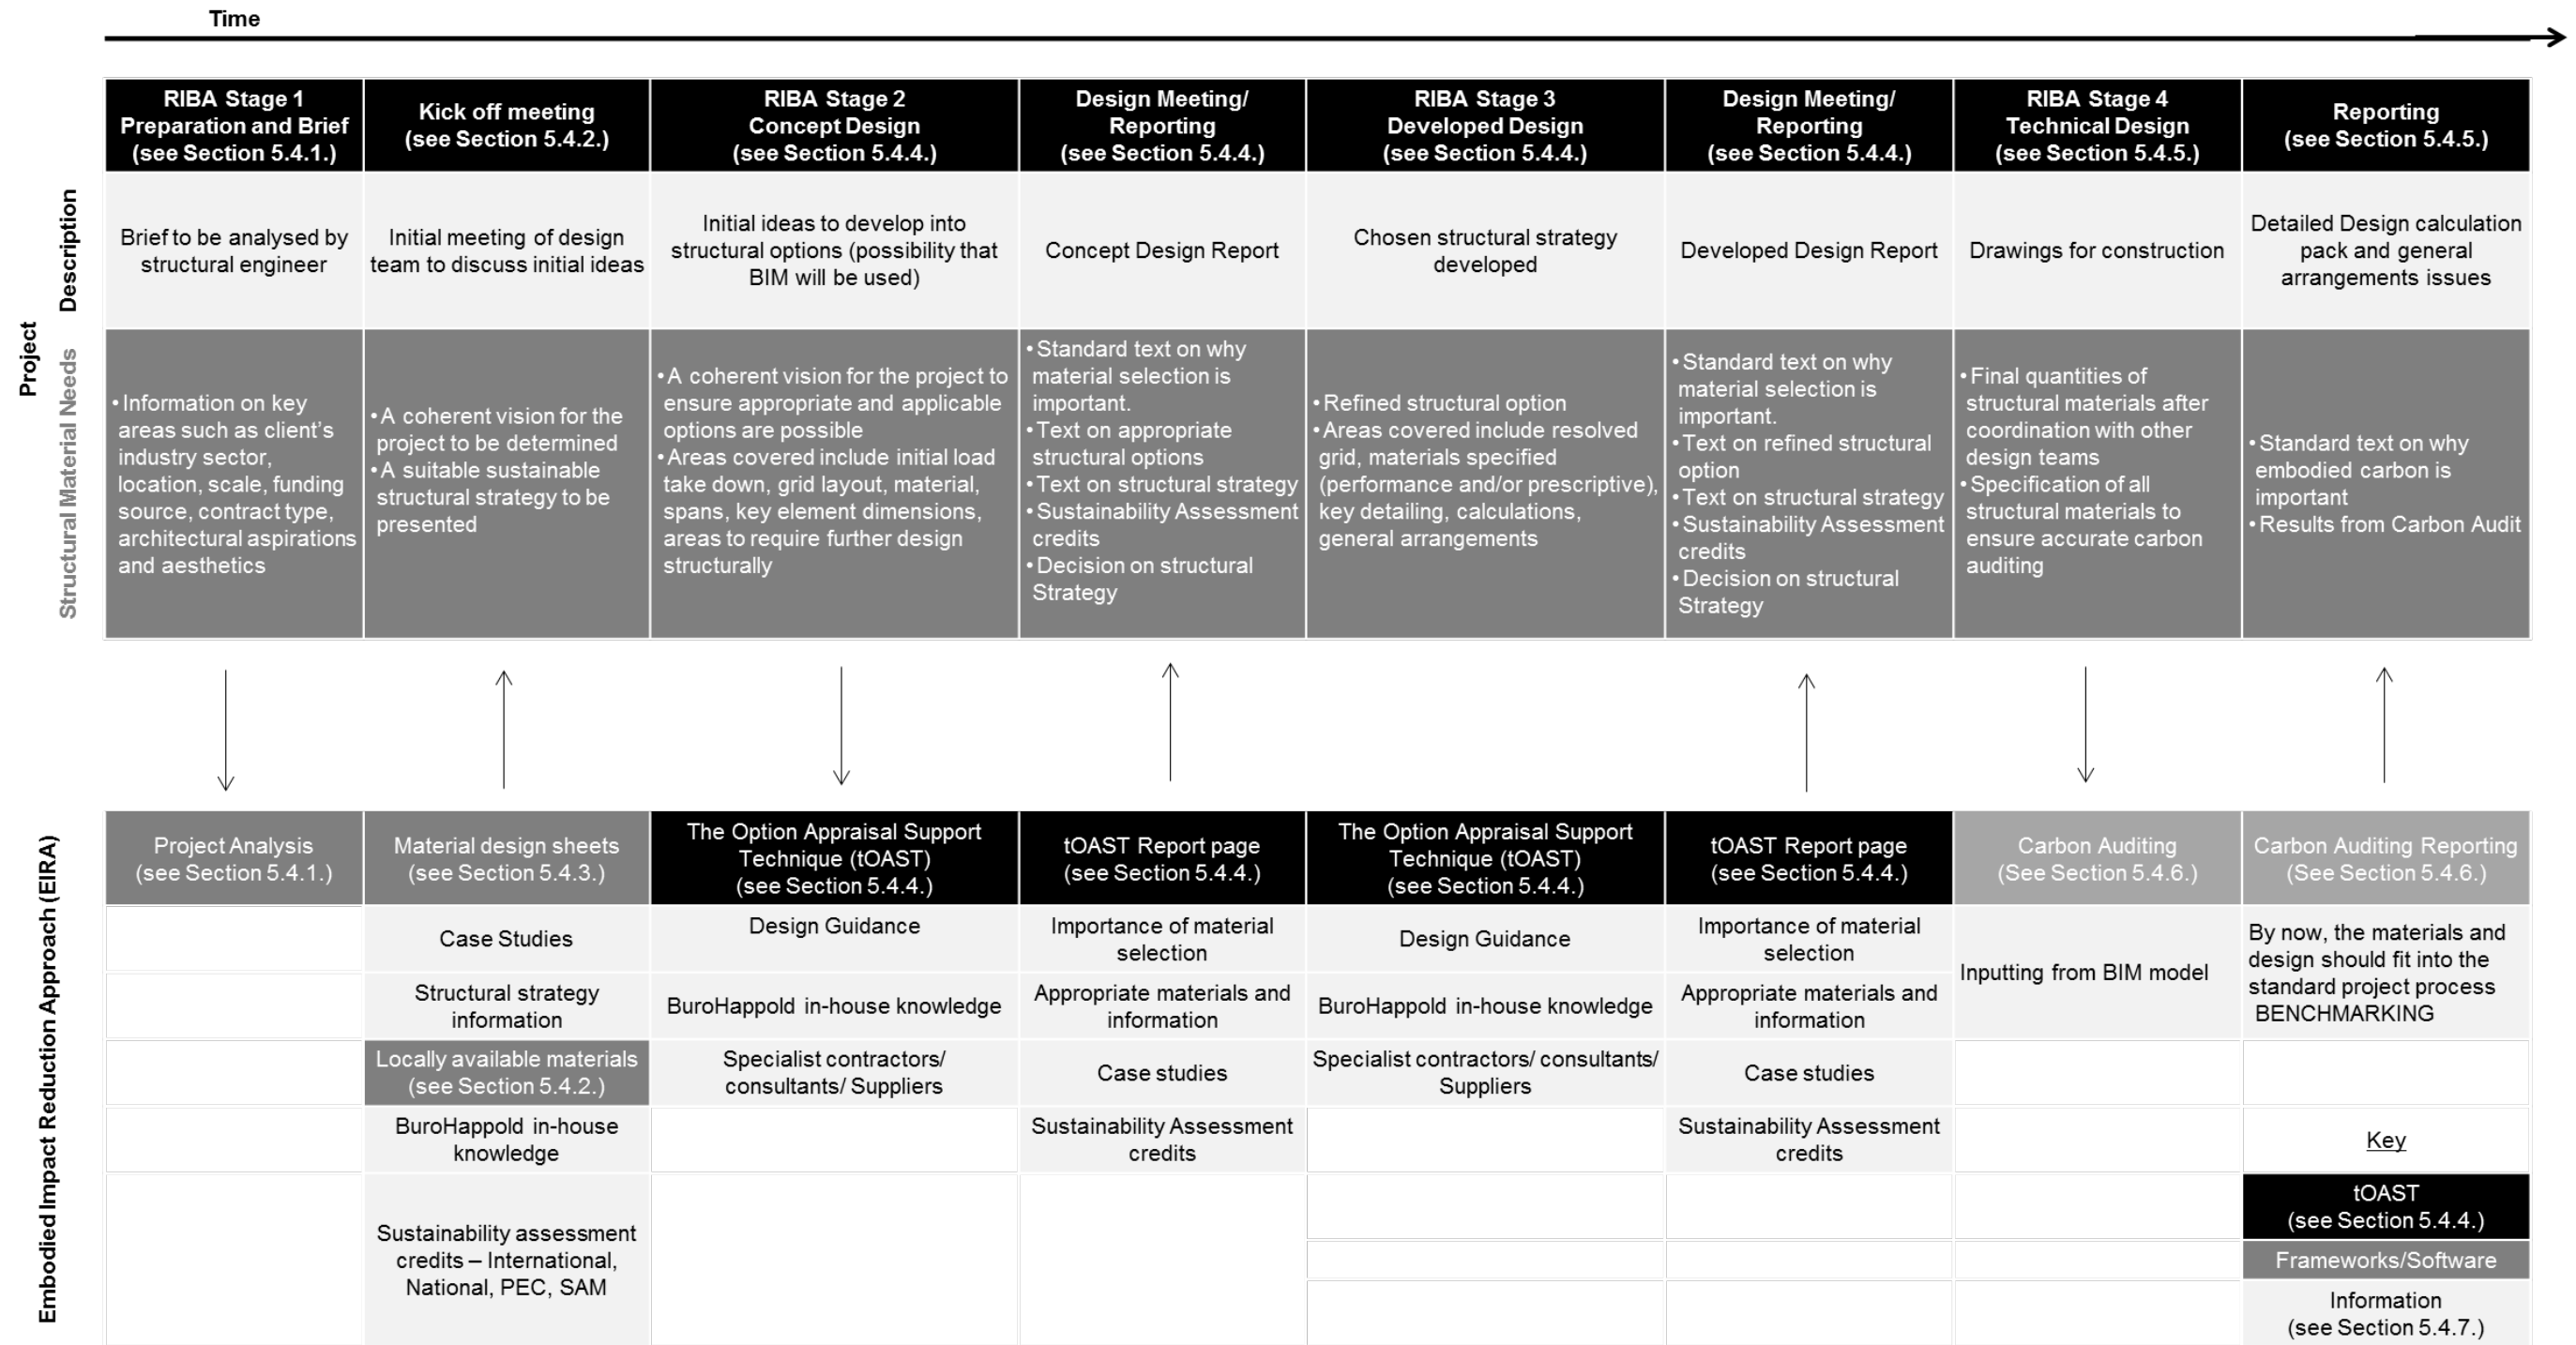 Time
RIBA Stage 1
Preparation and Brief
(see Section 5.4.1.)
Kick off meeting
(see Section 5.4.2.)
RIBA Stage 2
Concept Design
(see Section 5.4.4.)
Design Meeting/
Reporting
(see Section 5.4.4.)
RIBA Stage 3
Developed Design
(see Section 5.4.4.)
Design Meeting/
Reporting
(see Section 5.4.4.)
RIBA Stage 4
Technical Design
(see Section 5.4.5.)
Reporting
(see Section 5.4.5.)
Project
Description
Brief to be analysed by
structural engineer
Initial meeting of design
team to discuss initial ideas
Initial ideas to develop into
structural options (possibility that
BIM will be used)
Concept Design Report
Chosen structural strategy
developed
Developed Design Report
Drawings for construction
Detailed Design calculation
pack and general
arrangements issues
Structural Material Needs
•Information on key
areas such as client's
industry sector,
location, scale, funding
source, contract type,
architectural aspirations
and aesthetics
•A coherent vision for the
project to be determined
•A suitable sustainable
structural strategy to be
presented
•A coherent vision for the project to
ensure appropriate and applicable
options are possible
•Areas covered include initial load
take down, grid layout, material,
spans, key element dimensions,
areas to require further design
structurally
•Standard text on why
material selection is
important.
•Text on appropriate
structural options
•Text on structural strategy
•Sustainability Assessment
credits
•Decision on structural
Strategy
•Refined structural option
•Areas covered include resolved
grid, materials specified
(performance and/or prescriptive),
key detailing, calculations,
general arrangements
•Standard text on why
material selection is
important.
•Text on refined structural
option
•Text on structural strategy
•Sustainability Assessment
credits
•Decision on structural
Strategy
•Final quantities of
structural materials after
coordination with other
design teams
•Specification of all
structural materials to
ensure accurate carbon
auditing
•Standard text on why
embodied carbon is
important
•Results from Carbon Audit
Embodied Impact Reduction Approach (EIRA)
Project Analysis
(see Section 5.4.1.)
Material design sheets
(see Section 5.4.3.)
The Option Appraisal Support
Technique (tOAST)
(see Section 5.4.4.)
tOAST Report page
(see Section 5.4.4.)
The Option Appraisal Support
Technique (tOAST)
(see Section 5.4.4.)
tOAST Report page
(see Section 5.4.4.)
Carbon Auditing
(See Section 5.4.6.)
Carbon Auditing Reporting
(See Section 5.4.6.)
Case Studies
Design Guidance
Importance of material
selection
Design Guidance
Importance of material
selection
Inputting from BIM model
By now, the materials and
design should fit into the
standard project process
BENCHMARKING
Structural strategy
information
BuroHappold in-house knowledge
Appropriate materials and
information
BuroHappold in-house knowledge
Appropriate materials and
information
Locally available materials
(see Section 5.4.2.)
Specialist contractors/
consultants/ Suppliers
Case studies
Specialist contractors/ consultants/
Suppliers
Case studies
BuroHappold in-house
knowledge
Sustainability Assessment
credits
Sustainability Assessment
credits
Key
Sustainability assessment
credits – International,
National, PEC, SAM
tOAST
(see Section 5.4.4.)
Frameworks/Software
Information
(see Section 5.4.7.)